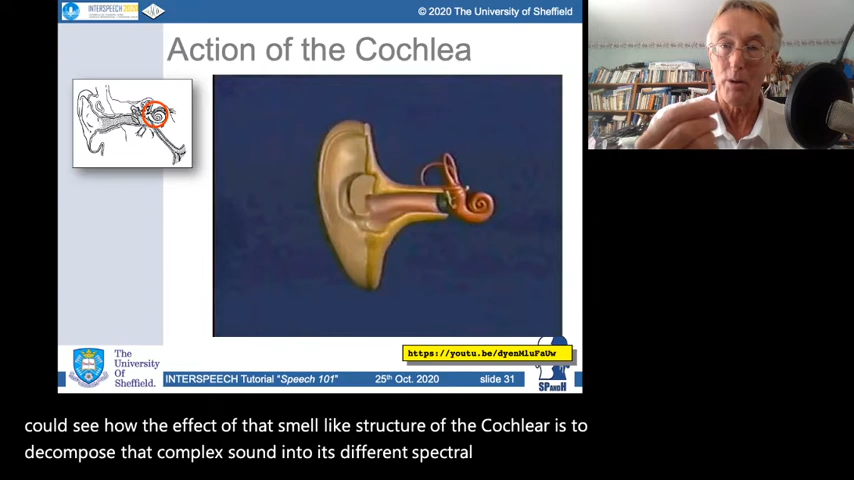 INTERSPEECH 2020
© 2020 The University of Sheffield
Action of the Cochlea
https://youtu.be/dyenMluFaUw
The
University
Of
Sheffield.
INTERSPEECH Tutorial "Speech 101"
25th Oct. 2020
slide 31
SPandH
could see how the effect of that smell like structure of the Cochlear is to
decompose that complex sound into its different spectral